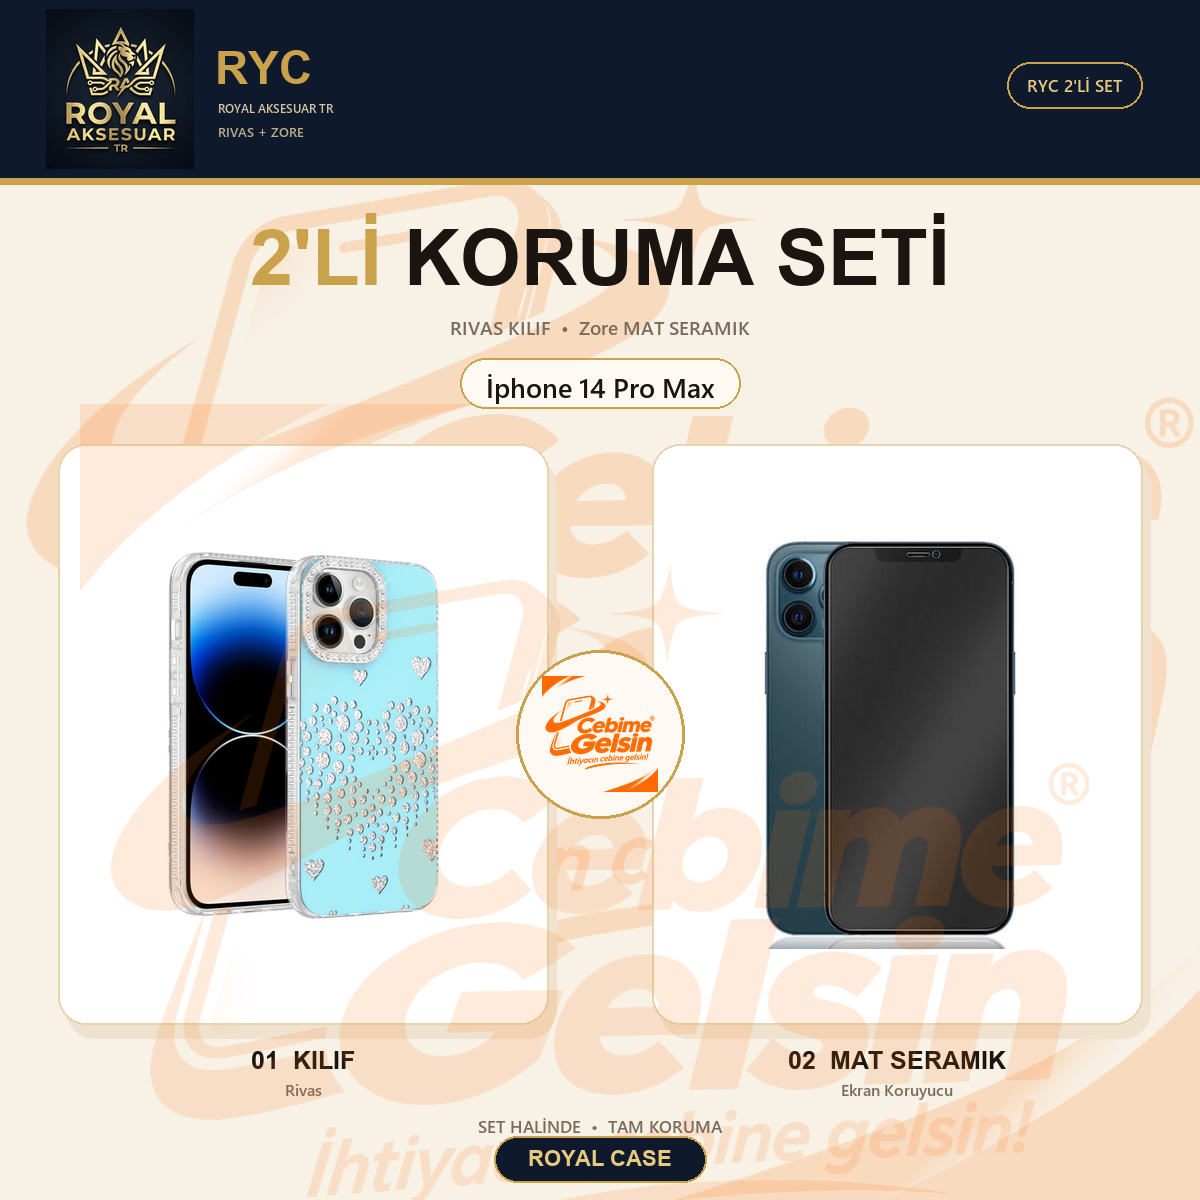 ROYAL
AKSESUAR
TR
RYC
ROYAL AKSESUAR TR
RIVAS + ZORE
RYC 2'Lİ SET
2'Lİ KORUMA SETİ
RIVAS KILIF • Zore MAT SERAMIK
İphone 14 Pro Max
Cebime®
Gelsin
İhtiyacın cebine gelsin!
01 KILIF
Rivas
02 MAT SERAMIK
Ekran Koruyucu
SET HALİNDE • TAM KORUMA
ROYAL CASE
Cebime®
Gelsin